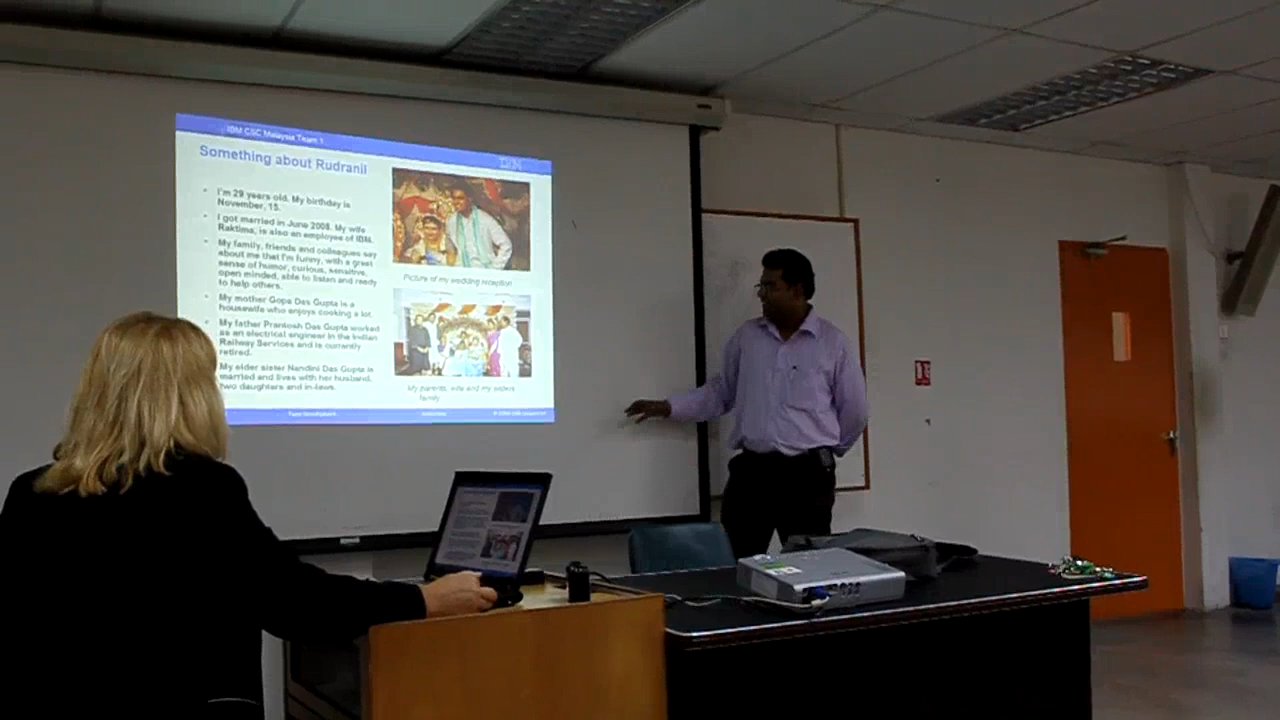 IBM CSC Malaysia Team 1
IBM
Something about Rudranil
I'm 29 years old. My birthday is
November, 15.
I got married in June 2008. My wife
Raktima, is also an employee of IBM.
My family, friends and colleagues say
about me that I'm funny, with a great
sense of humor, curious, sensitive,
open minded, able to listen and ready
to help others.
My mother Gopa Das Gupta is a
housewife who enjoys cooking a lot.
My father Prantosh Das Gupta worked
as an electrical engineer in the Indian
Railway Services and is currently
retired.
My elder sister Nandini Das Gupta is
married and lives with her husband,
two daughters and in-laws.
Picture of my wedding reception
My parents, wife and my sisters
family